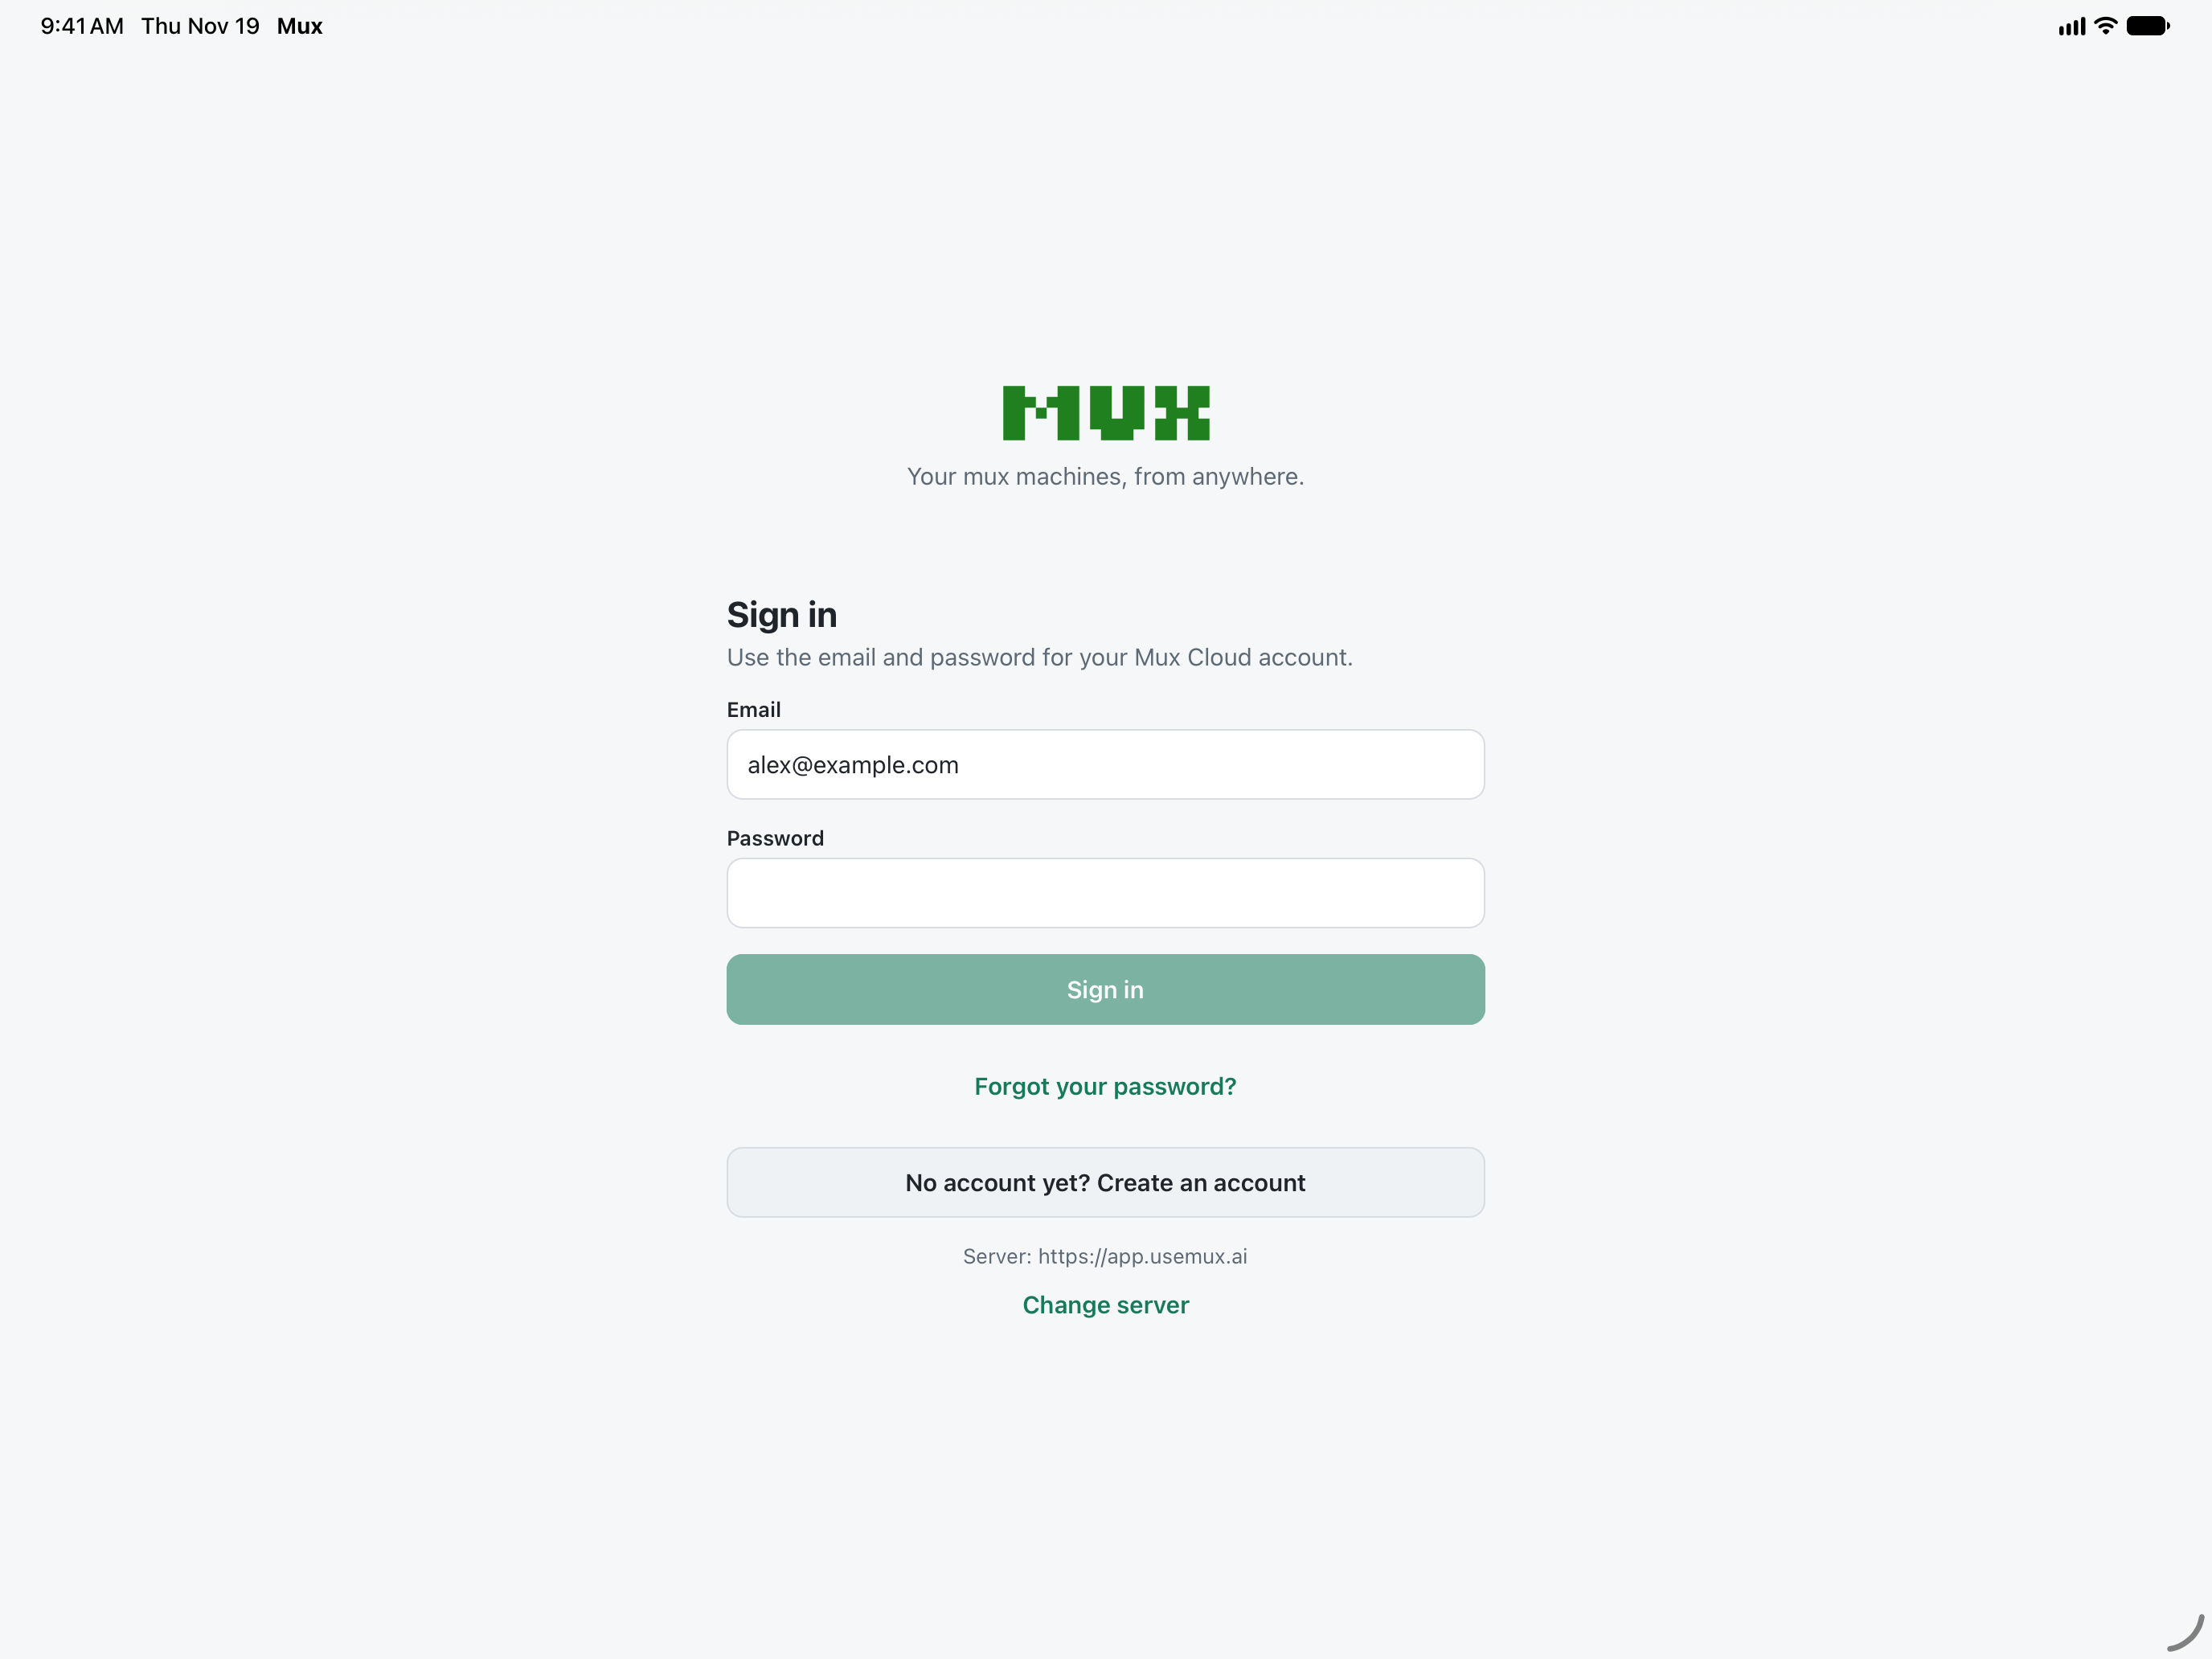 9:41 AM Thu Nov 19 Mux
MUX
Your mux machines, from anywhere.
Sign in
Use the email and password for your Mux Cloud account.
Email
alex@example.com
Password
Sign in
Forgot your password?
No account yet? Create an account
Server: https://app.usemux.ai
Change server